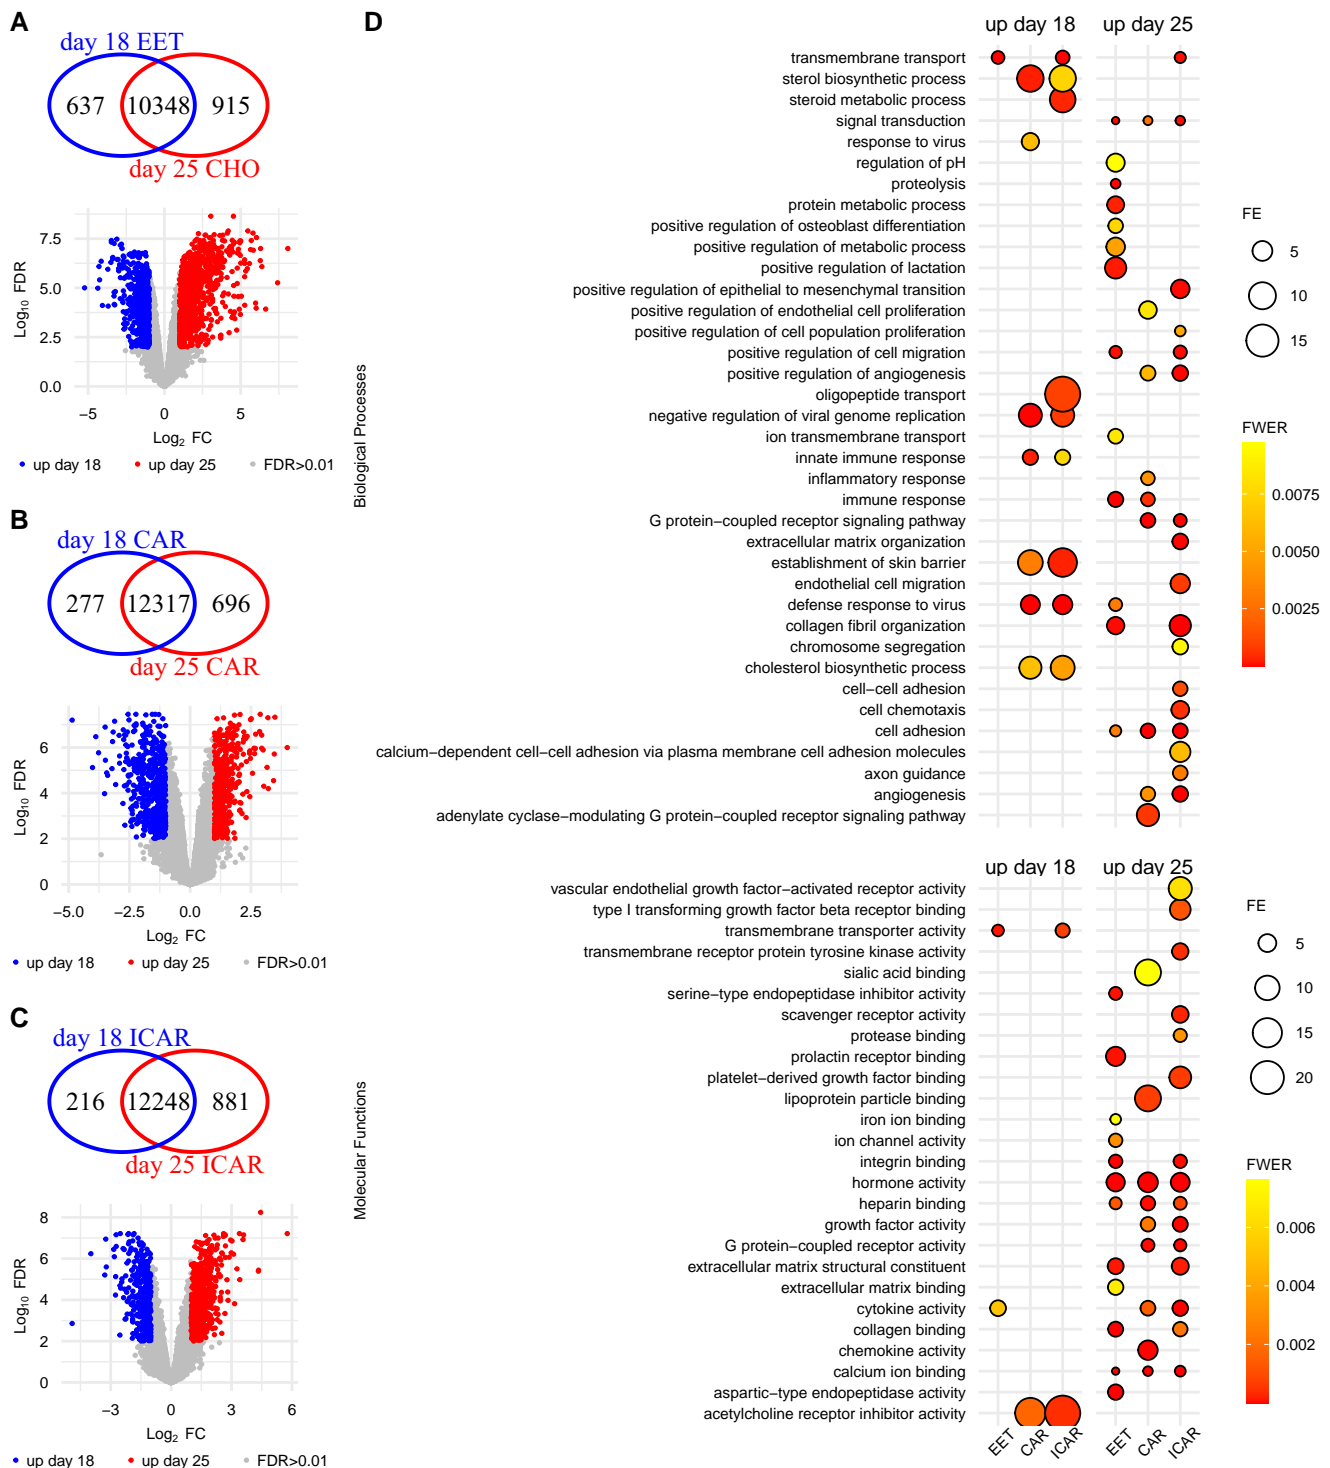 A
day 18 EET
637 10348 915
day 25 CHO
7.5
5.0
2.5
0.0
Log10 FDR
−5 0 5
Log2 FC
up day 18 up day 25 FDR>0.01
B
day 18 CAR
277 12317 696
day 25 CAR
6
4
2
0
Log10 FDR
−5.0 −2.5 0.0 2.5
Log2 FC
up day 18 up day 25 FDR>0.01
C
day 18 ICAR
216 12248 881
day 25 ICAR
8
6
4
2
0
Log10 FDR
−3 0 3 6
Log2 FC
up day 18 up day 25 FDR>0.01
D
up day 18 up day 25
Biological Processes
transmembrane transport
sterol biosynthetic process
steroid metabolic process
signal transduction
response to virus
regulation of pH
proteolysis
protein metabolic process
positive regulation of osteoblast differentiation
positive regulation of metabolic process
positive regulation of lactation
positive regulation of epithelial to mesenchymal transition
positive regulation of endothelial cell proliferation
positive regulation of cell population proliferation
positive regulation of cell migration
positive regulation of angiogenesis
oligopeptide transport
negative regulation of viral genome replication
ion transmembrane transport
innate immune response
inflammatory response
immune response
G protein−coupled receptor signaling pathway
extracellular matrix organization
establishment of skin barrier
endothelial cell migration
defense response to virus
collagen fibril organization
chromosome segregation
cholesterol biosynthetic process
cell−cell adhesion
cell chemotaxis
cell adhesion
calcium−dependent cell−cell adhesion via plasma membrane cell adhesion molecules
axon guidance
angiogenesis
adenylate cyclase−modulating G protein−coupled receptor signaling pathway
FE
5
10
15
FWER
0.0075
0.0050
0.0025
up day 18 up day 25
Molecular Functions
vascular endothelial growth factor−activated receptor activity
type I transforming growth factor beta receptor binding
transmembrane transporter activity
transmembrane receptor protein tyrosine kinase activity
sialic acid binding
serine−type endopeptidase inhibitor activity
scavenger receptor activity
protease binding
prolactin receptor binding
platelet−derived growth factor binding
lipoprotein particle binding
iron ion binding
ion channel activity
integrin binding
hormone activity
heparin binding
growth factor activity
G protein−coupled receptor activity
extracellular matrix structural constituent
extracellular matrix binding
cytokine activity
collagen binding
chemokine activity
calcium ion binding
aspartic−type endopeptidase activity
acetylcholine receptor inhibitor activity
EET CAR ICAR EET CAR ICAR
FE
5
10
15
20
FWER
0.006
0.004
0.002